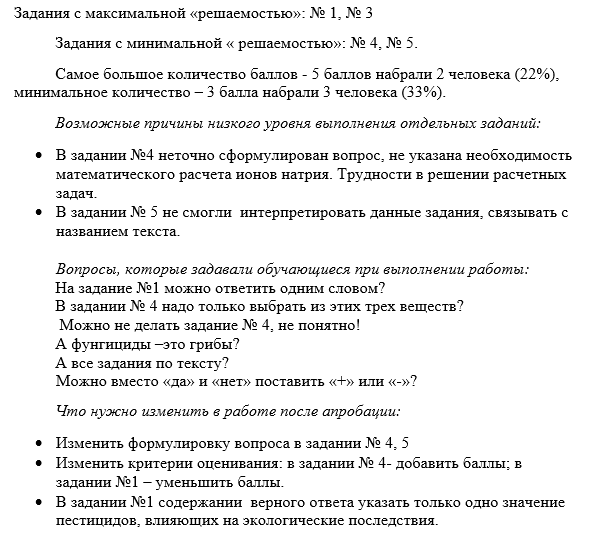 Задания с максимальной «решаемостью»: № 1, № 3
Задания с минимальной « решаемостью»: № 4, № 5.
Самое большое количество баллов - 5 баллов набрали 2 человека (22%),
минимальное количество – 3 балла набрали 3 человека (33%).
Возможные причины низкого уровня выполнения отдельных заданий:
• В задании №4 неточно сформулирован вопрос, не указана необходимость
математического расчета ионов натрия. Трудности в решении расчетных
задач.
• В задании № 5 не смогли  интерпретировать данные задания, связывать с
названием текста.
Вопросы, которые задавали обучающиеся при выполнении работы:
На задание №1 можно ответить одним словом?
В задании № 4 надо только выбрать из этих трех веществ?
Можно не делать задание № 4, не понятно!
А фунгициды –это грибы?
А все задания по тексту?
Можно вместо «да» и «нет» поставить «+» или «-»?
Что нужно изменить в работе после апробации:
• Изменить формулировку вопроса в задании № 4, 5
• Изменить критерии оценивания: в задании № 4- добавить баллы; в
задании №1 – уменьшить баллы.
• В задании №1 содержании  верного ответа указать только одно значение
пестицидов, влияющих на экологические последствия.